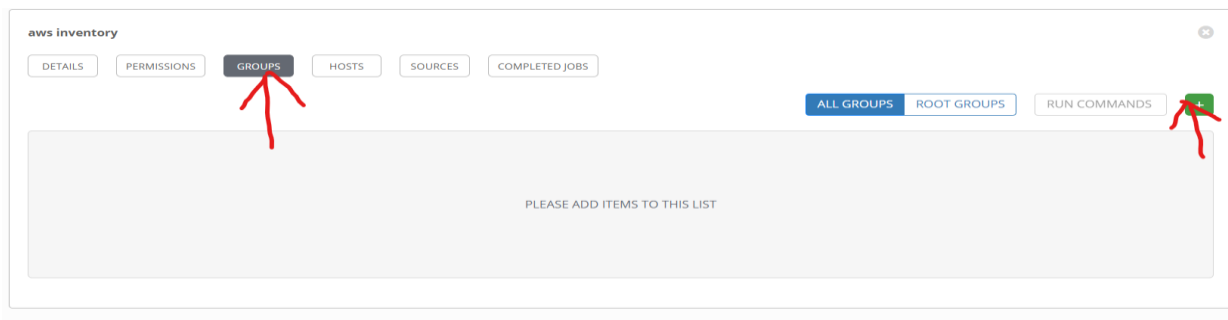 aws inventory
DETAILS PERMISSIONS GROUPS HOSTS SOURCES COMPLETED JOBS
ALL GROUPS ROOT GROUPS RUN COMMANDS +
PLEASE ADD ITEMS TO THIS LIST